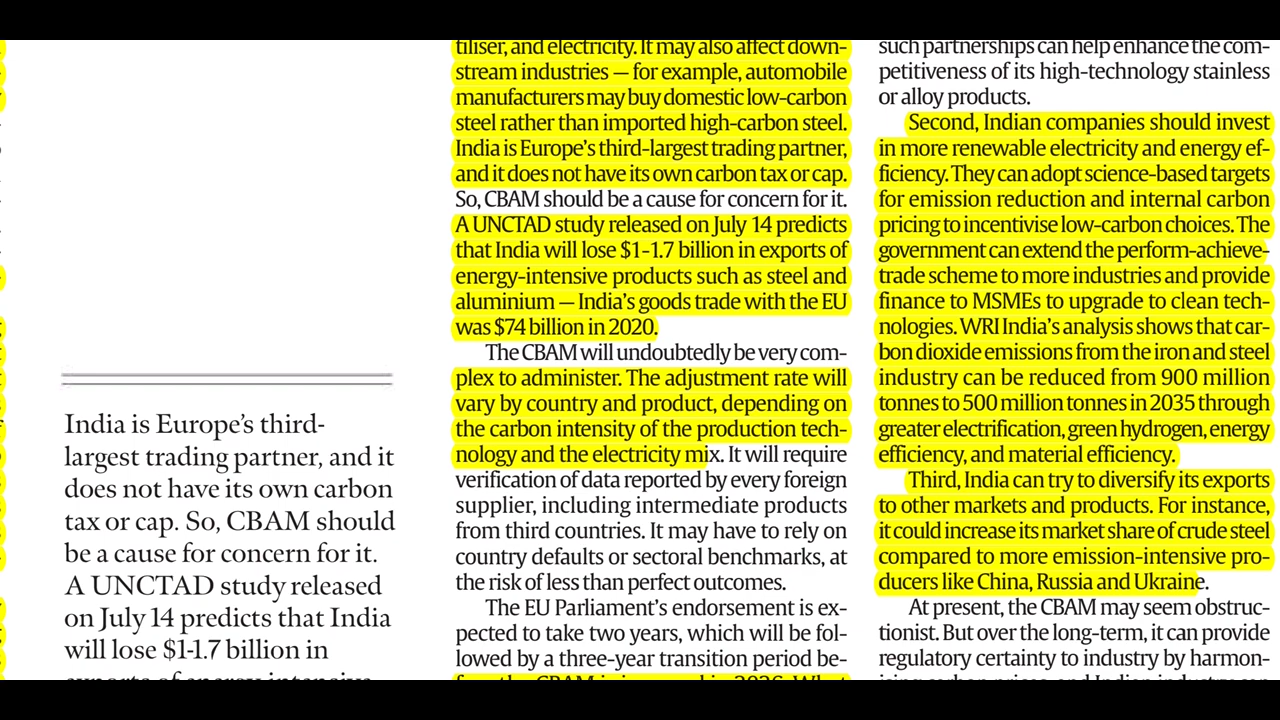 India is Europe's third-
largest trading partner, and it
does not have its own carbon
tax or cap. So, CBAM should
be a cause for concern for it.
A UNCTAD study released
on July 14 predicts that India
will lose $1-1.7 billion in
exports of energy-intensive
tiliser, and electricity. It may also affect down-
stream industries — for example, automobile
manufacturers may buy domestic low-carbon
steel rather than imported high-carbon steel.
India is Europe's third-largest trading partner,
and it does not have its own carbon tax or cap.
So, CBAM should be a cause for concern for it.
A UNCTAD study released on July 14 predicts
that India will lose $1-1.7 billion in exports of
energy-intensive products such as steel and
aluminium — India's goods trade with the EU
was $74 billion in 2020.
The CBAM will undoubtedly be very com-
plex to administer. The adjustment rate will
vary by country and product, depending on
the carbon intensity of the production tech-
nology and the electricity mix. It will require
verification of data reported by every foreign
supplier, including intermediate products
from third countries. It may have to rely on
country defaults or sectoral benchmarks, at
the risk of less than perfect outcomes.
The EU Parliament's endorsement is ex-
pected to take two years, which will be fol-
lowed by a three-year transition period be-
such partnerships can help enhance the com-
petitiveness of its high-technology stainless
or alloy products.
Second, Indian companies should invest
in more renewable electricity and energy ef-
ficiency. They can adopt science-based targets
for emission reduction and internal carbon
pricing to incentivise low-carbon choices. The
government can extend the perform-achieve-
trade scheme to more industries and provide
finance to MSMEs to upgrade to clean tech-
nologies. WRI India's analysis shows that car-
bon dioxide emissions from the iron and steel
industry can be reduced from 900 million
tonnes to 500 million tonnes in 2035 through
greater electrification, green hydrogen, energy
efficiency, and material efficiency.
Third, India can try to diversify its exports
to other markets and products. For instance,
it could increase its market share of crude steel
compared to more emission-intensive pro-
ducers like China, Russia and Ukraine.
At present, the CBAM may seem obstruc-
tionist. But over the long-term, it can provide
regulatory certainty to industry by harmon-